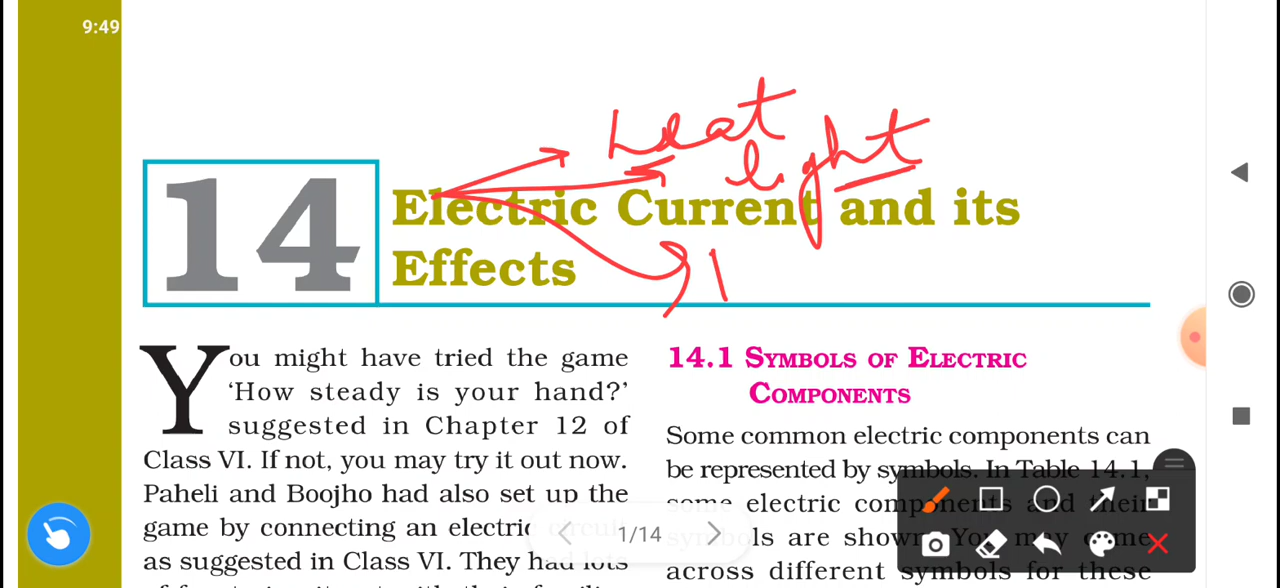 9:49
heat
light
14 Electric Current and its
Effects
You might have tried the game
‘How steady is your hand?’
suggested in Chapter 12 of
Class VI. If not, you may try it out now.
Paheli and Boojho had also set up the
game by connecting an electric circuit
as suggested in Class VI. They had lots
14.1 SYMBOLS OF ELECTRIC
COMPONENTS
Some common electric components can
be represented by symbols. In Table 14.1,
some electric components and their
symbols are shown. You may come
across different symbols for these
1/14